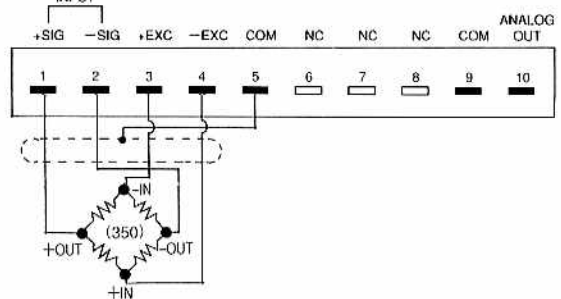 INPUT
+SIG −SIG +EXC −EXC COM NC NC NC COM ANALOG OUT
1 2 3 4 5 6 7 8 9 10
-IN
+OUT (350) -OUT
+IN